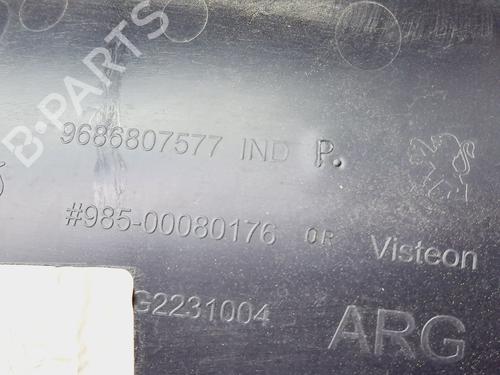 B-PARTS
9686807577 IND P.
#985-00080176 OR Visteon
G2231004
ARG